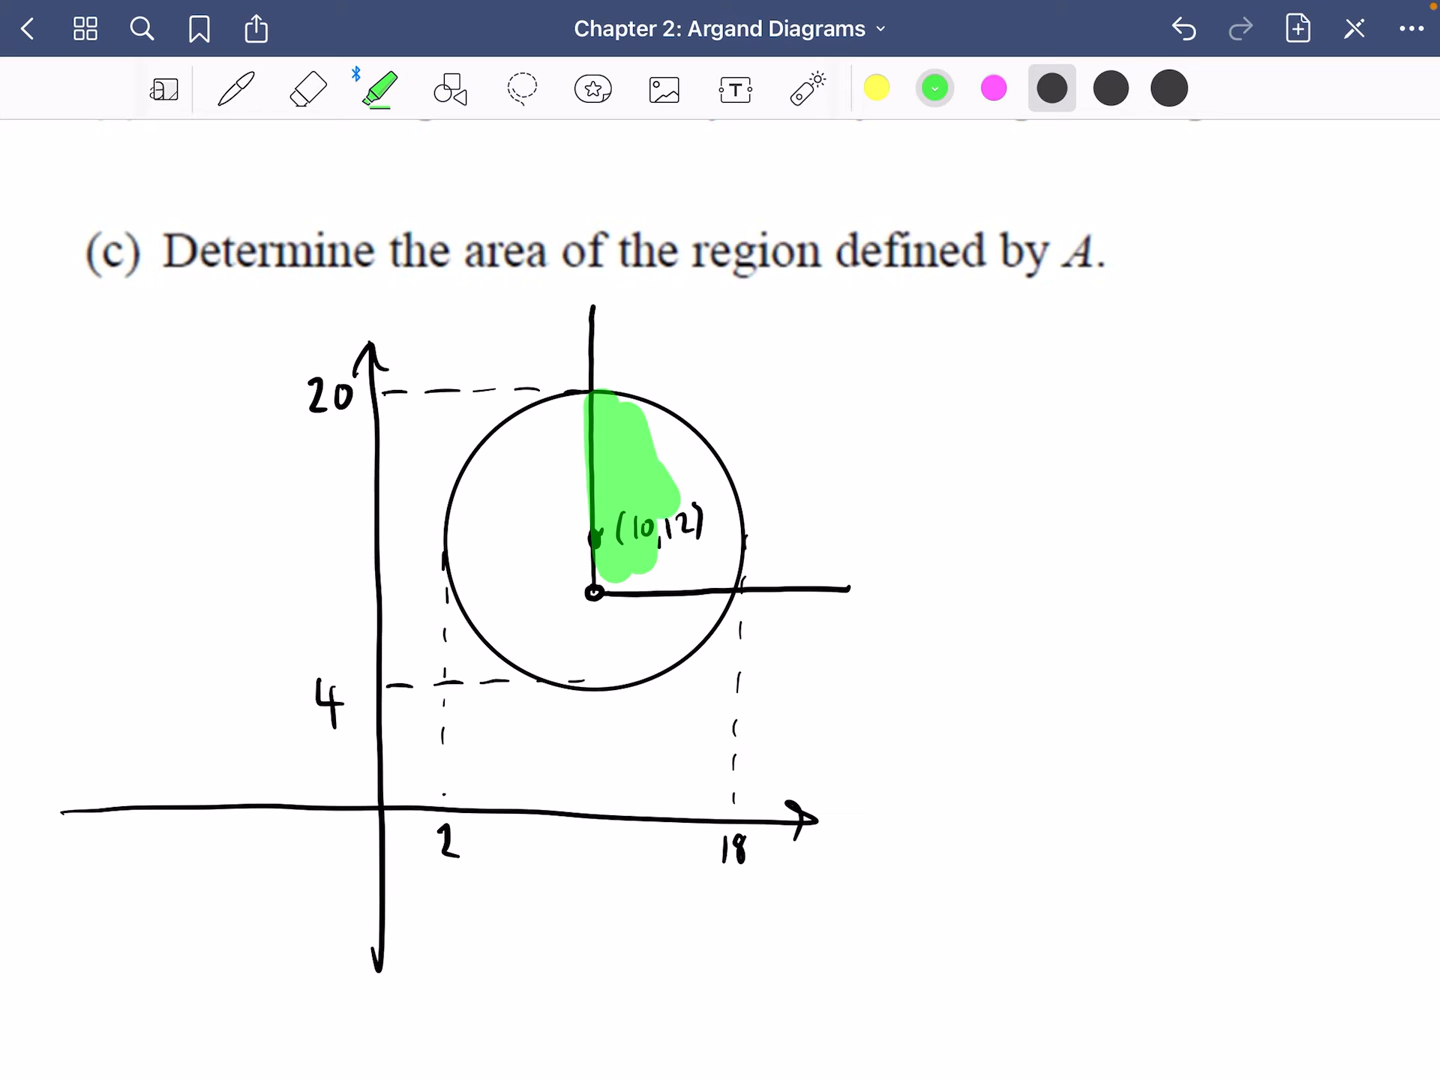 Chapter 2: Argand Diagrams
(c) Determine the area of the region defined by A.
20
(10,12)
4
2
18